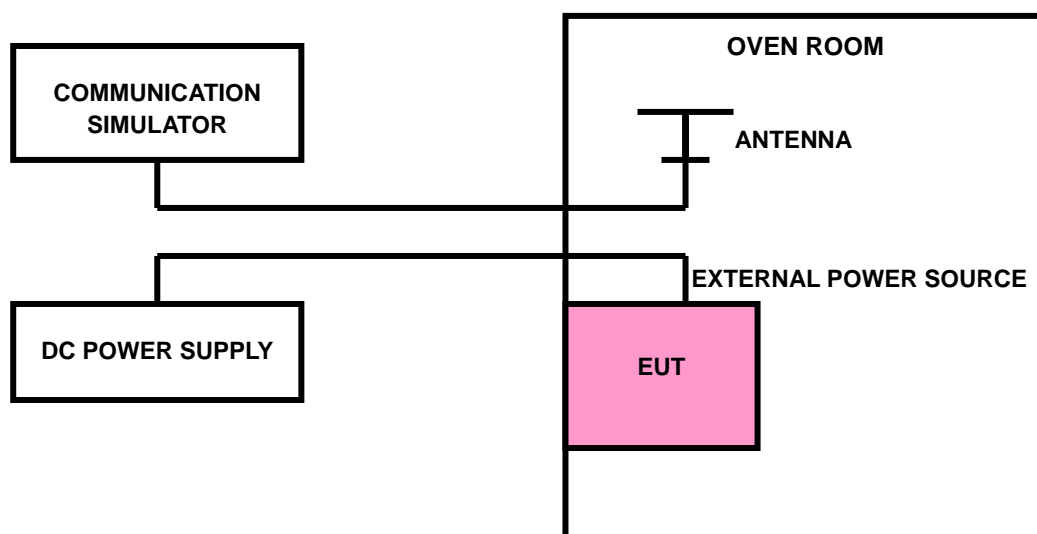 OVEN ROOM
COMMUNICATION
SIMULATOR
ANTENNA
EXTERNAL POWER SOURCE
DC POWER SUPPLY
EUT